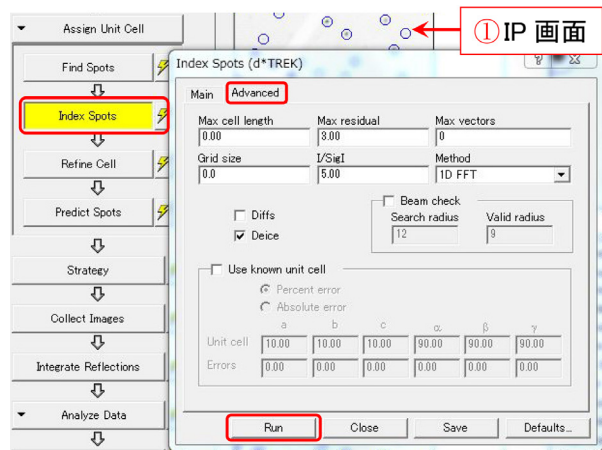 Assign Unit Cell
Find Spots
Index Spots
Refine Cell
Predict Spots
Strategy
Collect Images
Integrate Reflections
Analyze Data
①IP 画面
Index Spots (d*TREK)
Main Advanced
Max cell length Max residual Max vectors
0.00 3.00 0
Grid size I/SigI Method
0.0 5.00 1D FFT
Diffs
Deice
Beam check
Search radius Valid radius
12 9
Use known unit cell
Percent error
Absolute error
a b c α β γ
Unit cell 10.00 10.00 10.00 90.00 90.00 90.00
Errors 0.00 0.00 0.00 0.00 0.00 0.00
Run Close Save Defaults...